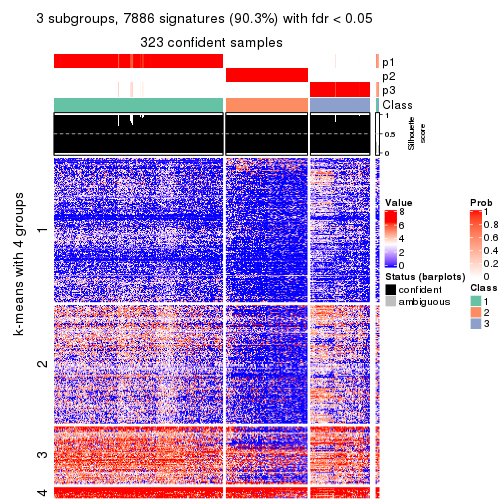 3 subgroups, 7886 signatures (90.3%) with fdr < 0.05
323 confident samples
p1
p2
p3
Class
1
0.5
0
Silhouette
score
k-means with 4 groups
1
2
3
4
Value
8
6
4
2
0
Status (barplots)
confident
ambiguous
Prob
1
0.8
0.6
0.4
0.2
0
Class
1
2
3